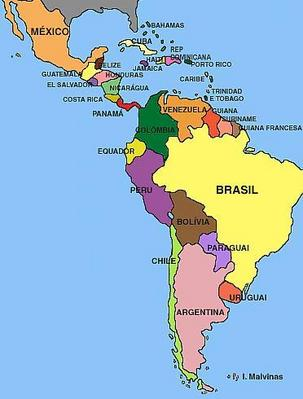 BAHAMAS
MÉXICO
CUBA
REP
DOMINICANA
HAITI
PORTO RICO
BELIZE
JAMAICA
GUATEMALA
HONDURAS
CARIBE
EL SALVADOR
NICARÁGUA
TRINIDAD
E TOBAGO
COSTA RICA
PANAMÁ
VENEZUELA
GUIANA
SURINAME
GUIANA FRANCESA
COLÔMBIA
EQUADOR
PERU
BRASIL
BOLÍVIA
PARAGUAI
CHILE
URUGUAI
ARGENTINA
I. Malvinas